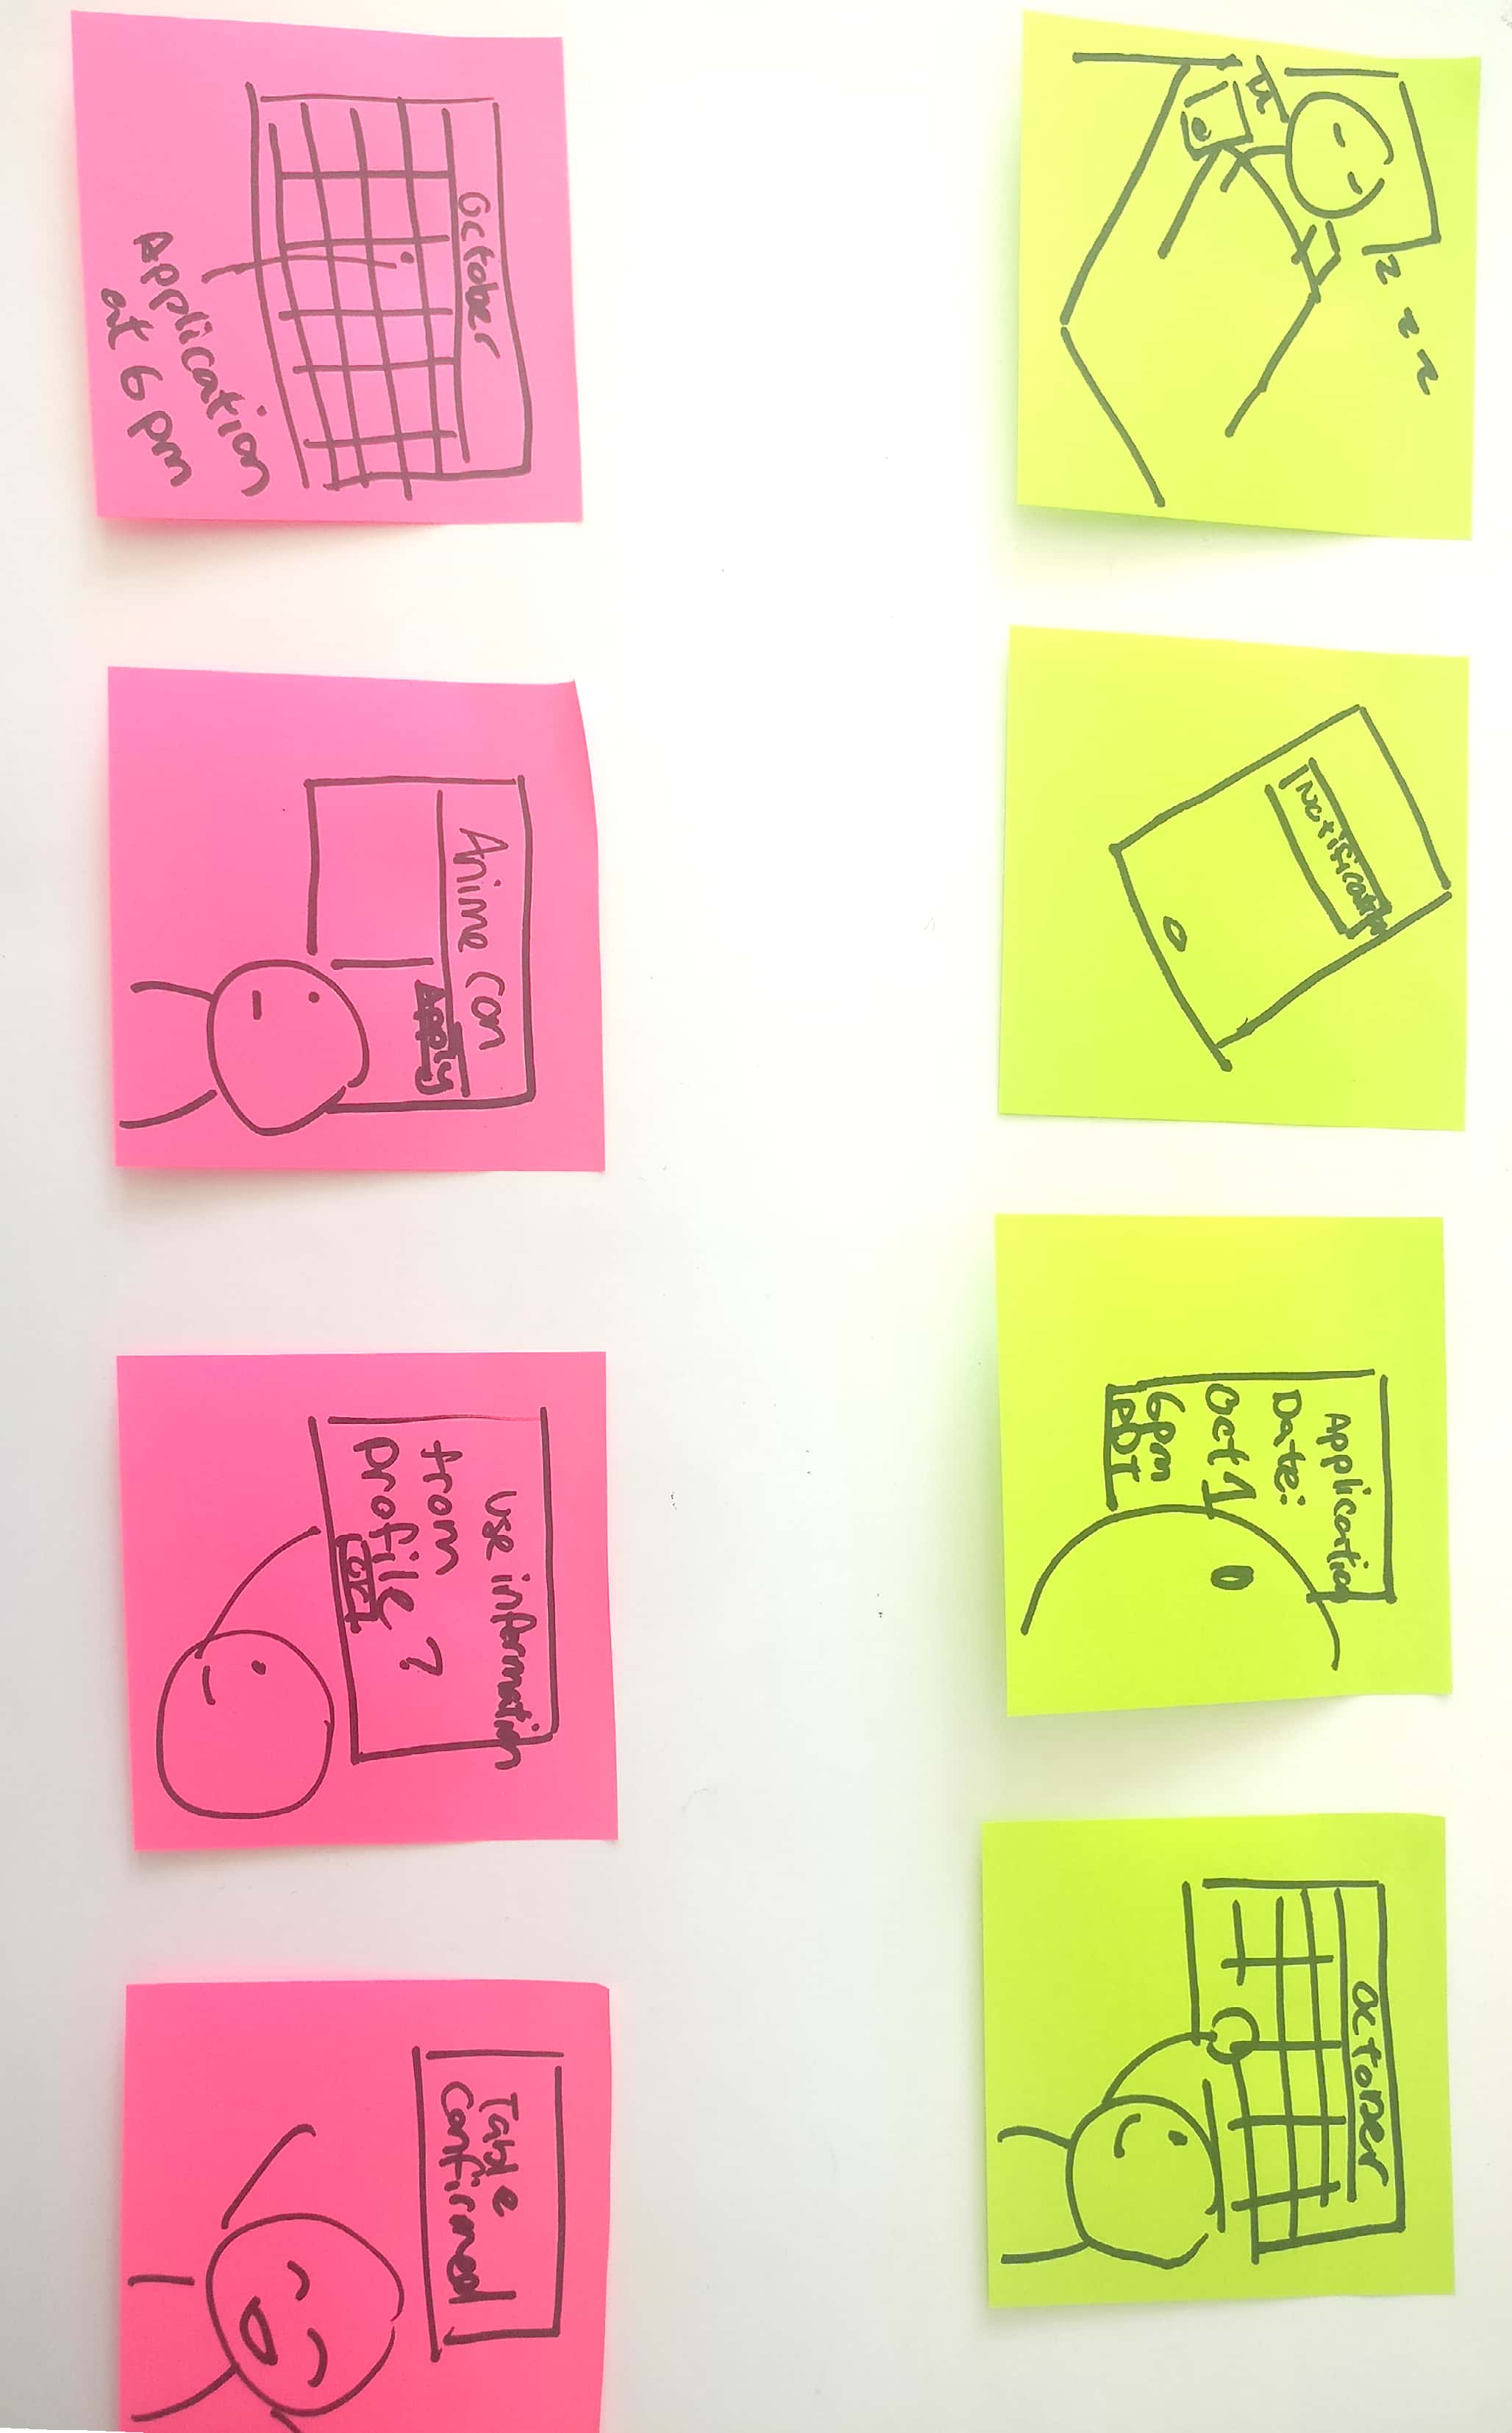 z z z
Notification
Application
Date:
Oct 1
6pm
PDT
October
October
Application
at 6 pm
Anime Con
Apply
Use information
from
Profile ?
OK
Table
Confirmed